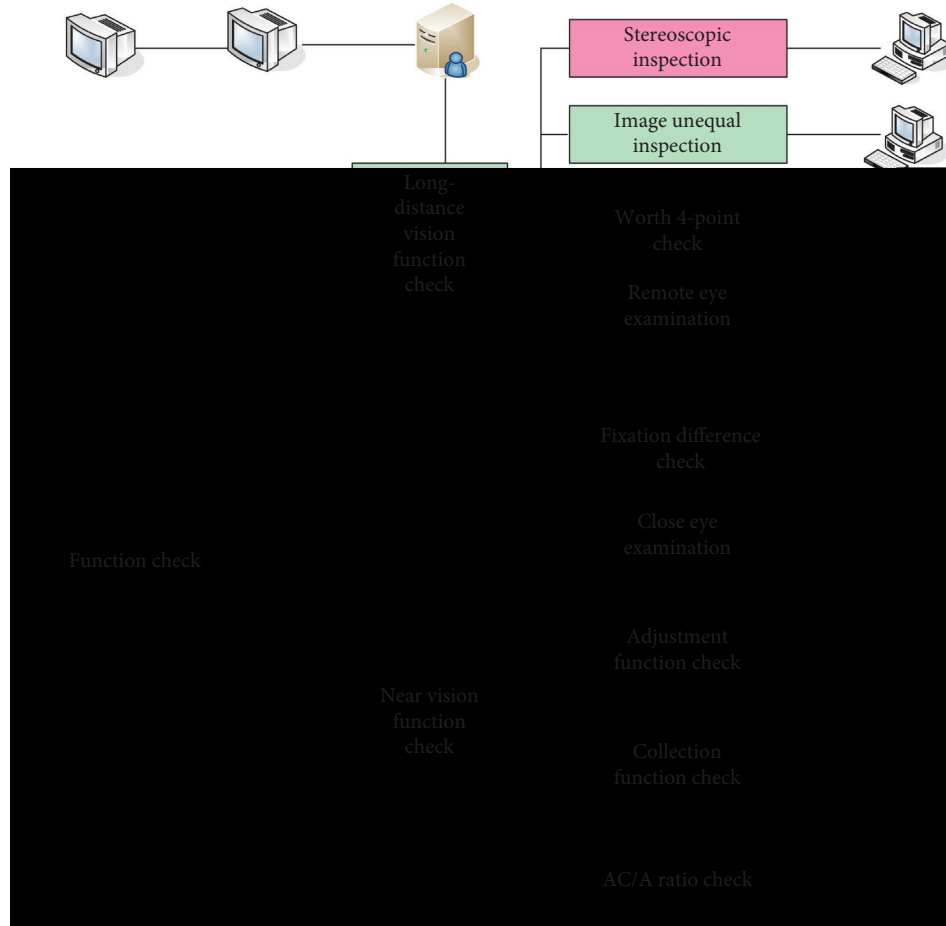 Stereoscopic
inspection
Image unequal
inspection
Long-
distance
vision
function
check
Worth 4-point
check
Remote eye
examination
Fixation difference
check
Close eye
examination
Function check
Adjustment
function check
Near vision
function
check
Collection
function check
AC/A ratio check